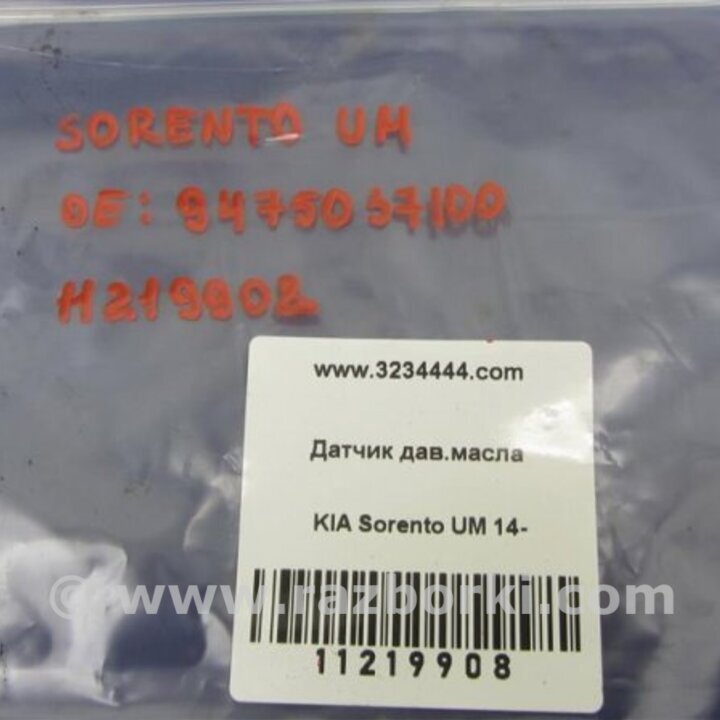 SORENTO UM
OE: 9475037100
H219908
www.3234444.com
Датчик дав.масла
KIA Sorento UM 14-
© www.razborki.com
11219908